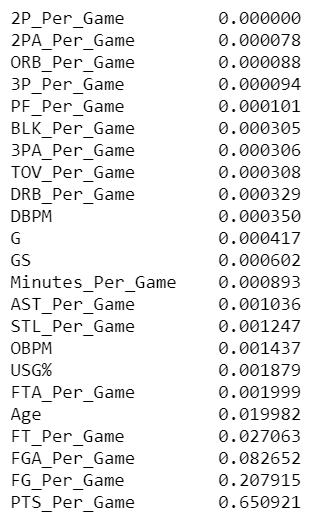 2P_Per_Game 0.000000
2PA_Per_Game 0.000078
ORB_Per_Game 0.000088
3P_Per_Game 0.000094
PF_Per_Game 0.000101
BLK_Per_Game 0.000305
3PA_Per_Game 0.000306
TOV_Per_Game 0.000308
DRB_Per_Game 0.000329
DBPM 0.000350
G 0.000417
GS 0.000602
Minutes_Per_Game 0.000893
AST_Per_Game 0.001036
STL_Per_Game 0.001247
OBPM 0.001437
USG% 0.001879
FTA_Per_Game 0.001999
Age 0.019982
FT_Per_Game 0.027063
FGA_Per_Game 0.082652
FG_Per_Game 0.207915
PTS_Per_Game 0.650921